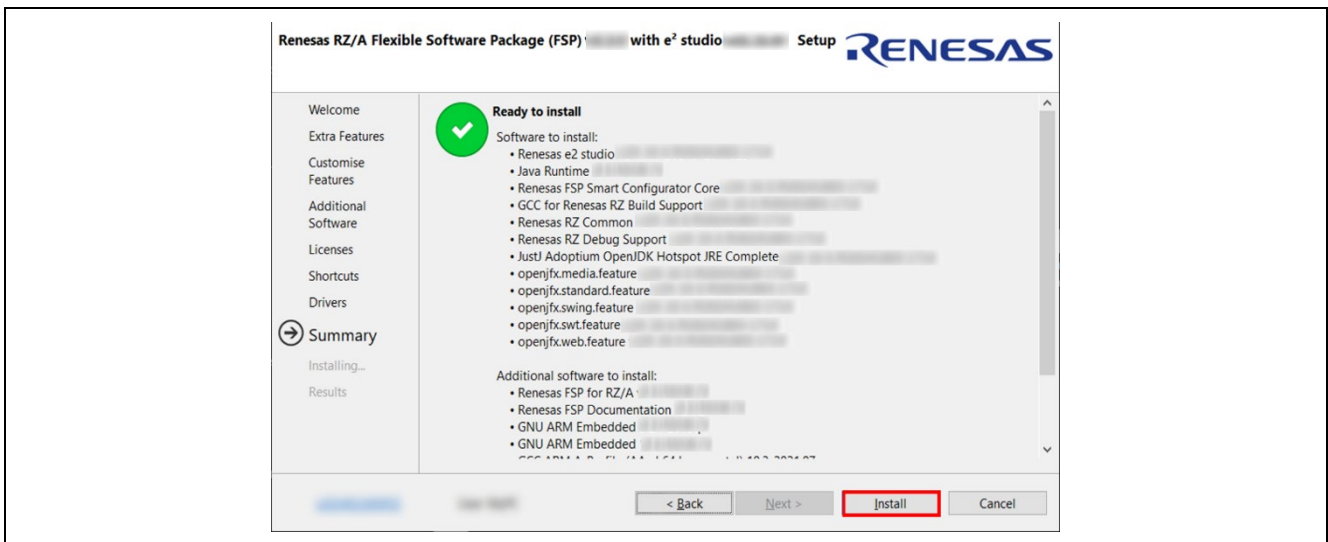 Renesas RZ/A Flexible Software Package (FSP) with e² studio Setup
RENESAS
Welcome
Extra Features
Customise
Features
Additional
Software
Licenses
Shortcuts
Drivers
Summary
Installing...
Results
Ready to install
Software to install:
• Renesas e2 studio
• Java Runtime
• Renesas FSP Smart Configurator Core
• GCC for Renesas RZ Build Support
• Renesas RZ Common
• Renesas RZ Debug Support
• JustJ Adoptium OpenJDK Hotspot JRE Complete
• openjfx.media.feature
• openjfx.standard.feature
• openjfx.swing.feature
• openjfx.swt.feature
• openjfx.web.feature
Additional software to install:
• Renesas FSP for RZ/A
• Renesas FSP Documentation
• GNU ARM Embedded
• GNU ARM Embedded
< Back
Next >
Install
Cancel